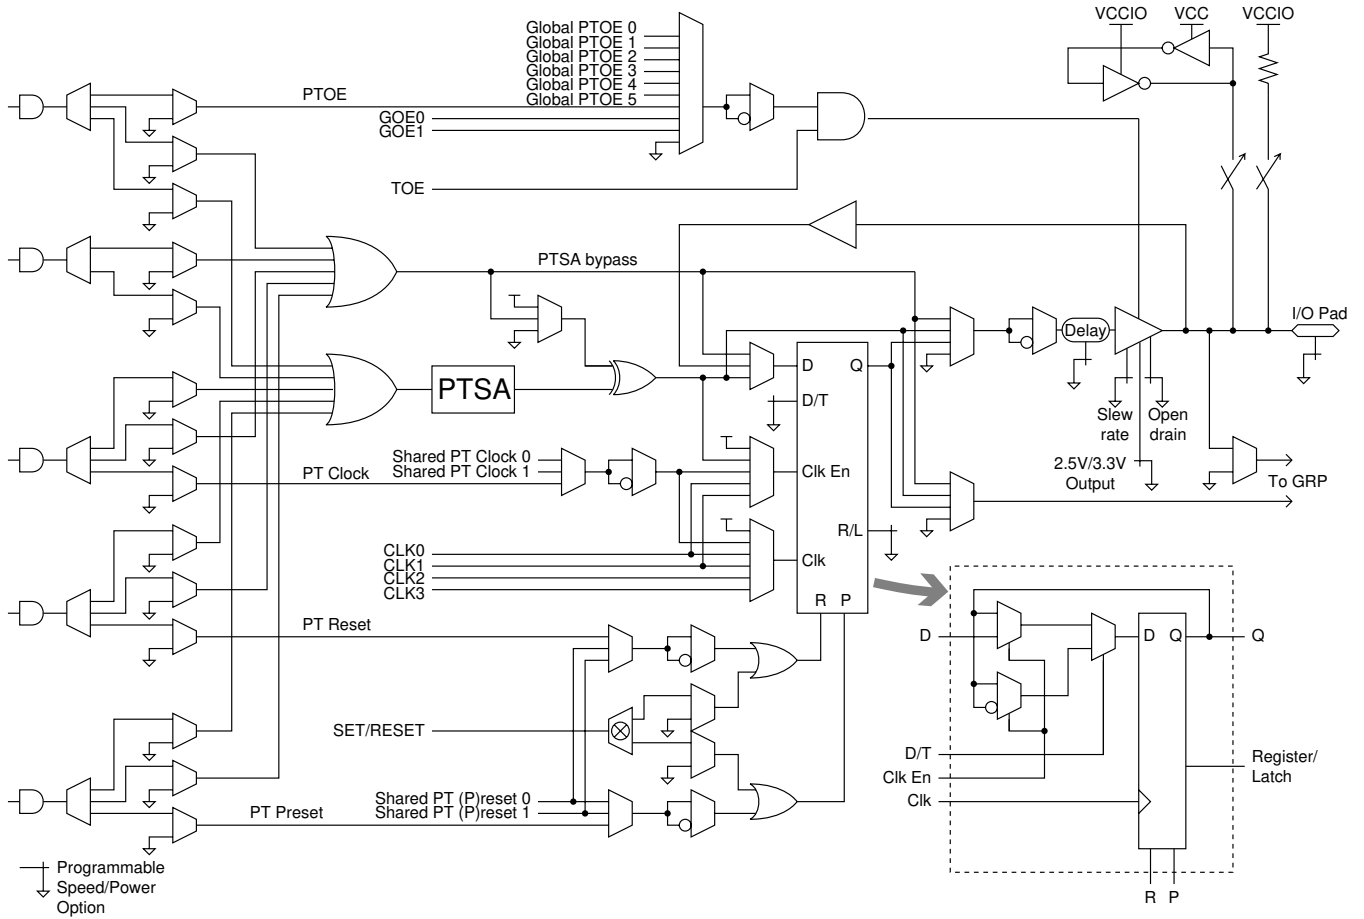 VCCIO VCC VCCIO
Global PTOE 0
Global PTOE 1
Global PTOE 2
Global PTOE 3
Global PTOE 4
Global PTOE 5
PTOE
GOE0
GOE1
TOE
PTSA bypass
I/O Pad
Delay
D Q
PTSA
D/T
Slew
rate
Open
drain
Shared PT Clock 0
Shared PT Clock 1
PT Clock
Clk En
2.5V/3.3V
Output
To GRP
R/L
CLK0
CLK1
CLK2
CLK3
Clk
R P
PT Reset
D
D Q
Q
SET/RESET
D/T
Clk En
Clk
Register/
Latch
Shared PT (P)reset 0
Shared PT (P)reset 1
PT Preset
R P
Programmable
Speed/Power
Option